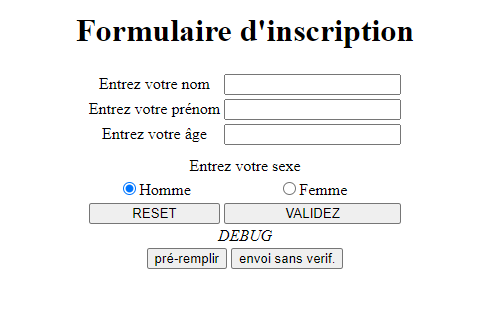 Formulaire d'inscription
Entrez votre nom
Entrez votre prénom
Entrez votre âge
Entrez votre sexe
Homme Femme
RESET VALIDEZ
DEBUG
pré-remplir envoi sans verif.